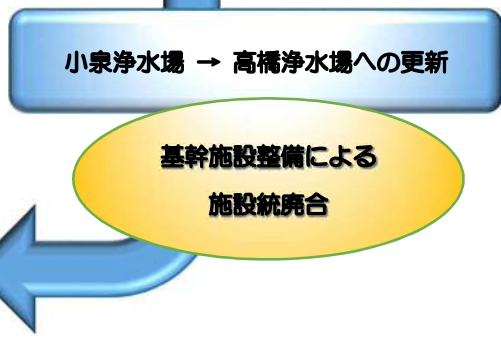 小泉浄水場 → 高橋浄水場への更新
基幹施設整備による
施設統廃合